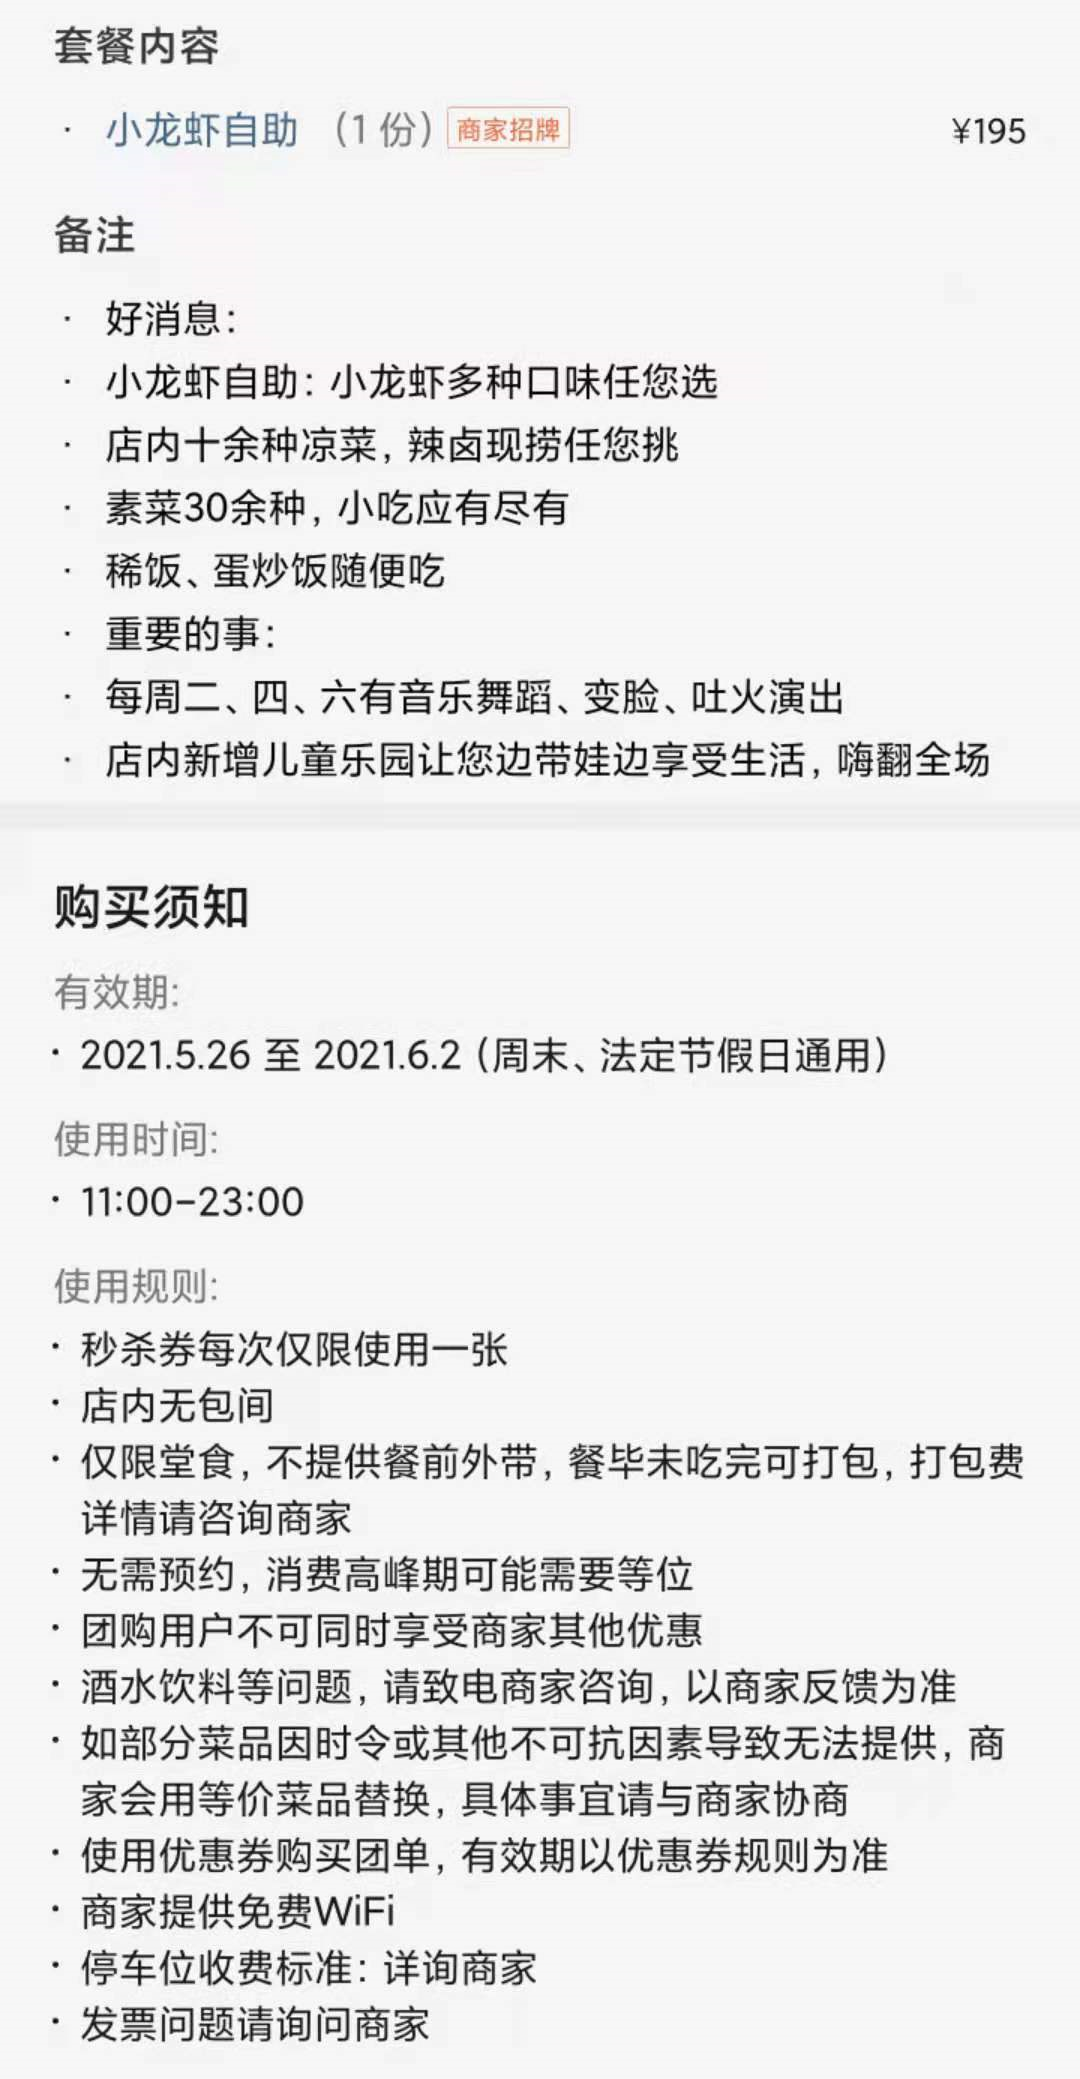 套餐内容
· 小龙虾自助 （1 份） 商家招牌 ¥195
备注
· 好消息：
· 小龙虾自助：小龙虾多种口味任您选
· 店内十余种凉菜，辣卤现捞任您挑
· 素菜30余种，小吃应有尽有
· 稀饭、蛋炒饭随便吃
· 重要的事：
· 每周二、四、六有音乐舞蹈、变脸、吐火演出
· 店内新增儿童乐园让您边带娃边享受生活，嗨翻全场
购买须知
有效期:
· 2021.5.26 至 2021.6.2（周末、法定节假日通用）
使用时间:
· 11:00-23:00
使用规则:
· 秒杀券每次仅限使用一张
· 店内无包间
· 仅限堂食，不提供餐前外带，餐毕未吃完可打包，打包费
详情请咨询商家
· 无需预约，消费高峰期可能需要等位
· 团购用户不可同时享受商家其他优惠
· 酒水饮料等问题，请致电商家咨询，以商家反馈为准
· 如部分菜品因时令或其他不可抗因素导致无法提供，商
家会用等价菜品替换，具体事宜请与商家协商
· 使用优惠券购买团单，有效期以优惠券规则为准
· 商家提供免费WiFi
· 停车位收费标准：详询商家
· 发票问题请询问商家